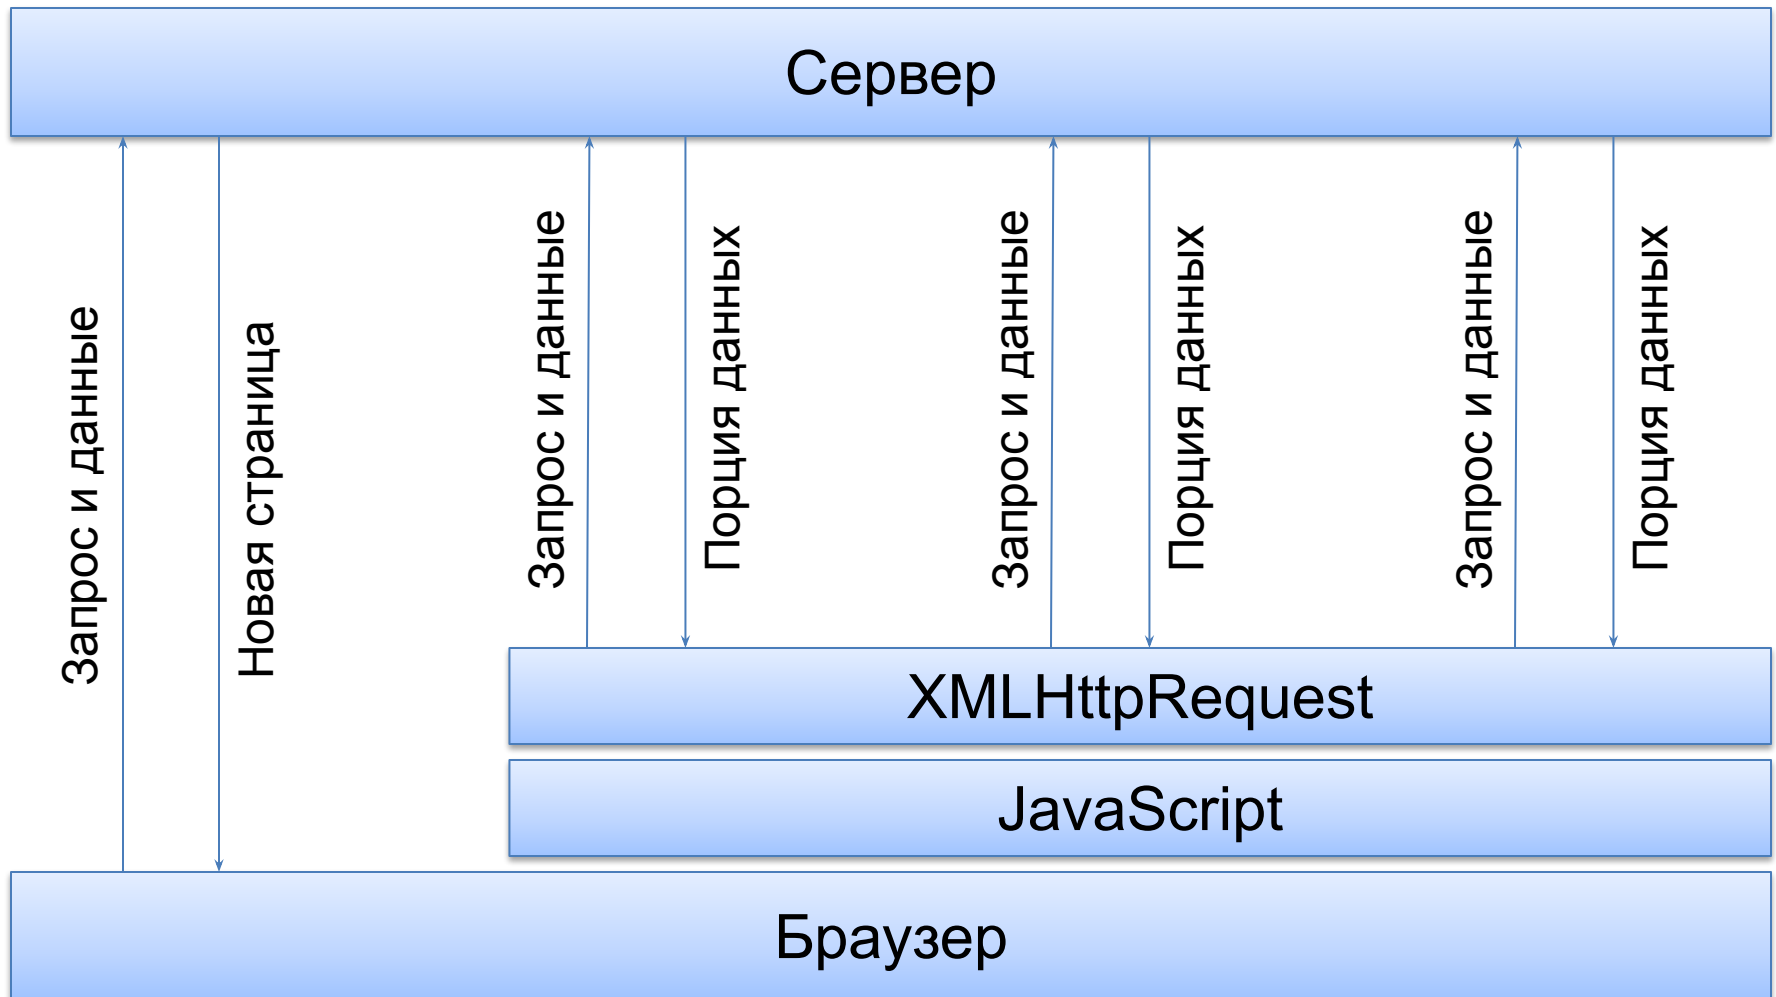 Сервер
Запрос и данные
Новая страница
Запрос и данные
Порция данных
Запрос и данные
Порция данных
Запрос и данные
Порция данных
XMLHttpRequest
JavaScript
Браузер